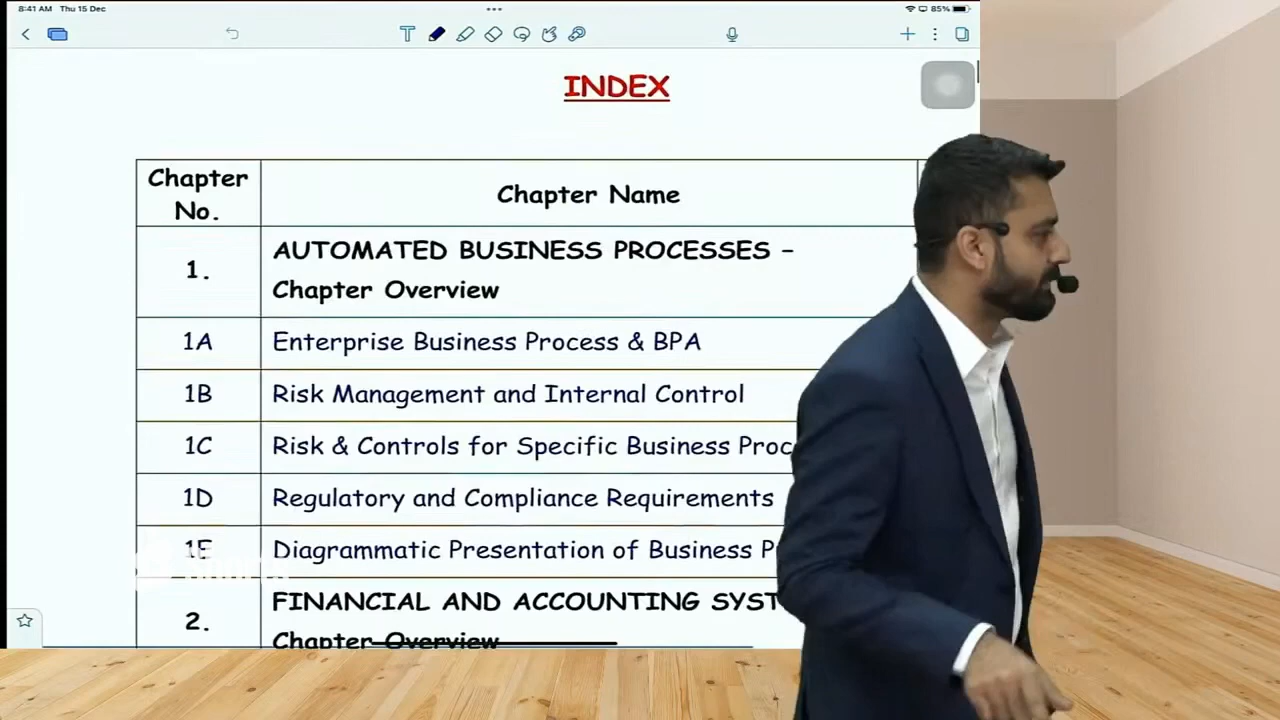 8:41 AM Thu 15 Dec
85%
INDEX
Chapter No.
Chapter Name
1.
AUTOMATED BUSINESS PROCESSES –
Chapter Overview
1A
Enterprise Business Process & BPA
1B
Risk Management and Internal Control
1C
Risk & Controls for Specific Business
1D
Regulatory and Compliance Requirements
1E
Diagrammatic Presentation of Business
2.
FINANCIAL AND ACCOUNTING
Chapter Overview